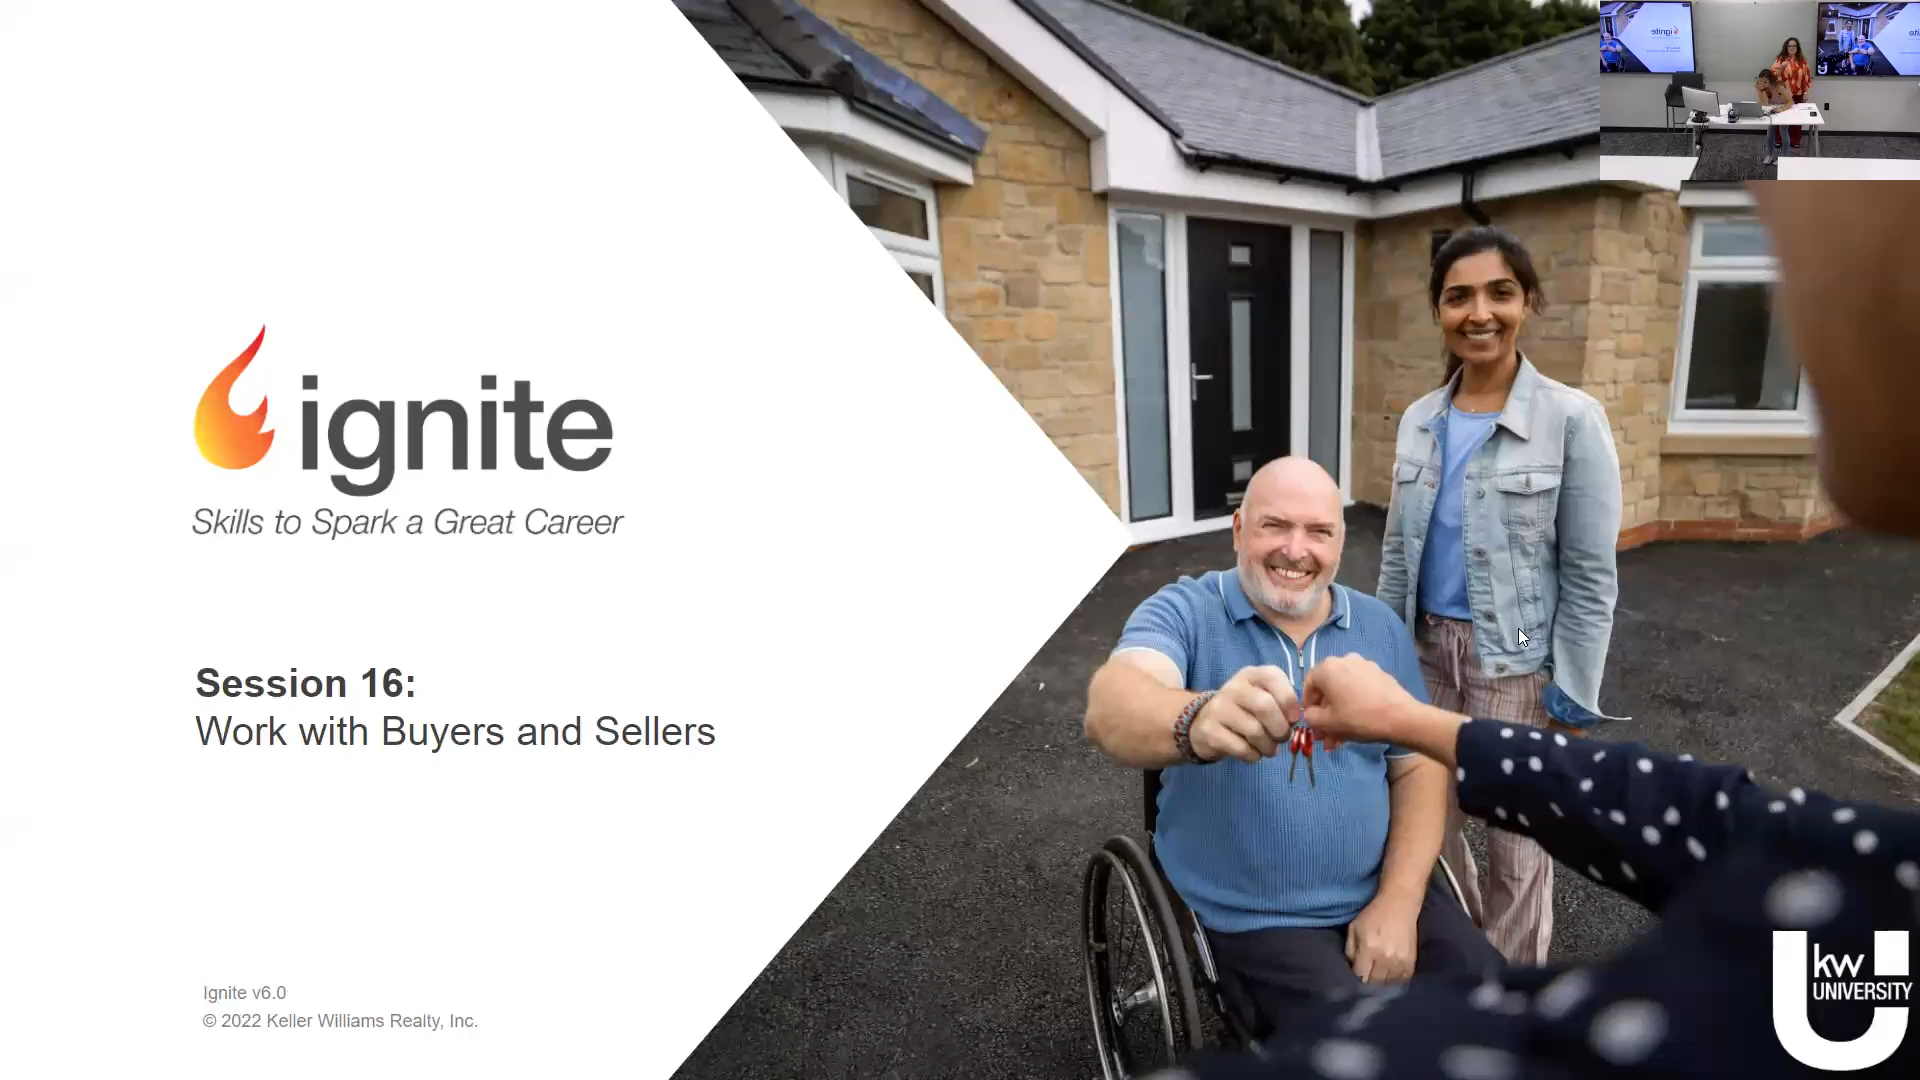 ignite
Skills to Spark a Great Career
Session 16:
Work with Buyers and Sellers
Ignite v6.0
© 2022 Keller Williams Realty, Inc.
kw
UNIVERSITY
ignite